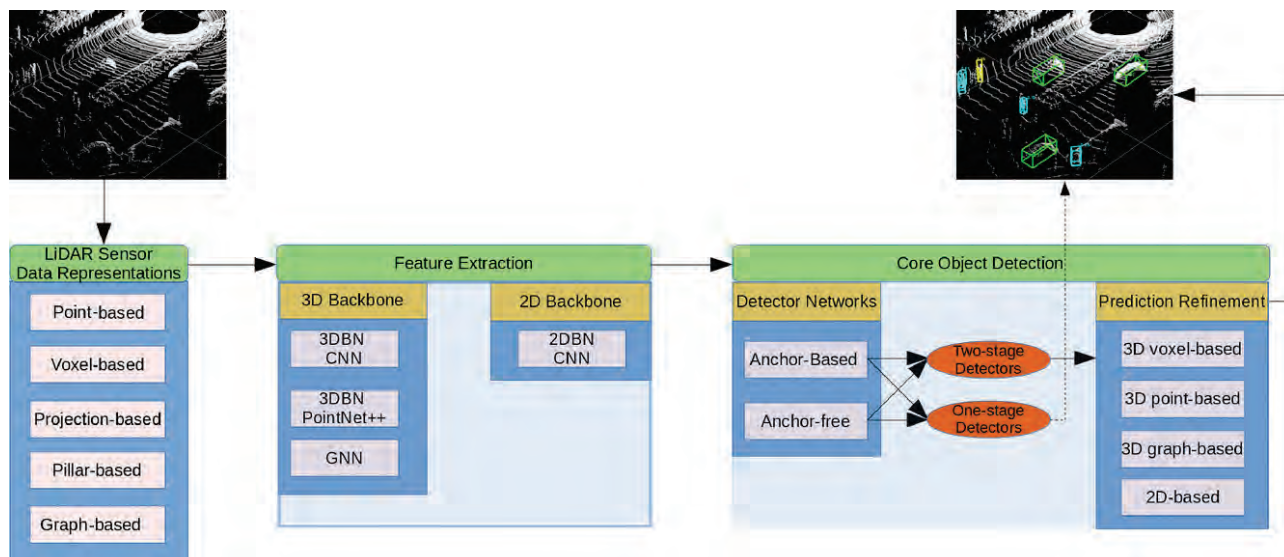 LiDAR Sensor
Data Representations
Point-based
Voxel-based
Projection-based
Pillar-based
Graph-based
Feature Extraction
3D Backbone
3DBN
CNN
3DBN
PointNet++
GNN
2D Backbone
2DBN
CNN
Core Object Detection
Detector Networks
Anchor-Based
Anchor-free
Two-stage
Detectors
One-stage
Detectors
Prediction Refinement
3D voxel-based
3D point-based
3D graph-based
2D-based